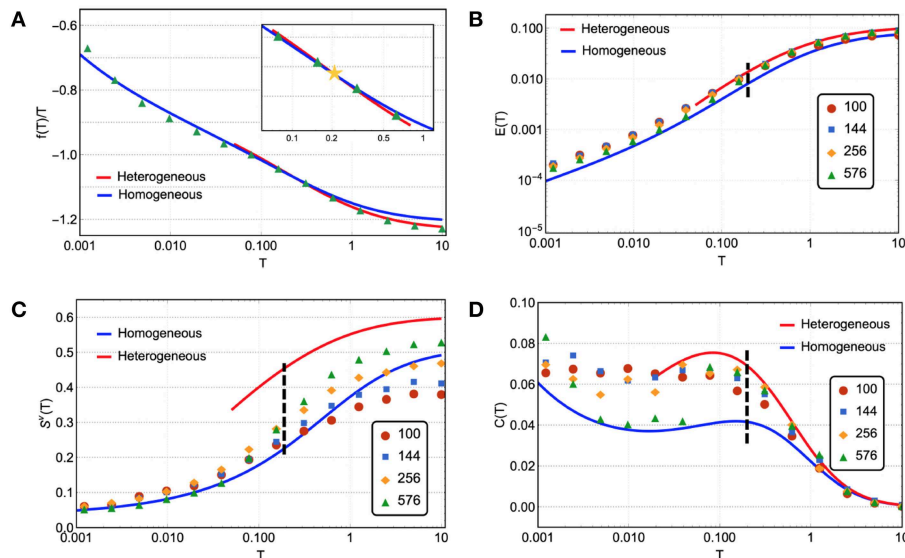 A
f(T)/T
−0.6
−0.8
−1.0
−1.2
0.001 0.010 0.100 1 10
T
Heterogeneous
Homogeneous
0.1 0.2 0.5 1
B
E(T)
0.100
0.010
0.001
10⁻⁴
10⁻⁵
0.001 0.010 0.100 1 10
T
Heterogeneous
Homogeneous
100
144
256
576
C
0.6
0.5
0.4
0.3
0.2
0.1
0.0
0.001 0.010 0.100 1 10
T
Homogeneous
Heterogeneous
100
144
256
576
D
C(T)
0.10
0.08
0.06
0.04
0.02
0.00
0.001 0.010 0.100 1 10
T
Heterogeneous
Homogeneous
100
144
256
576